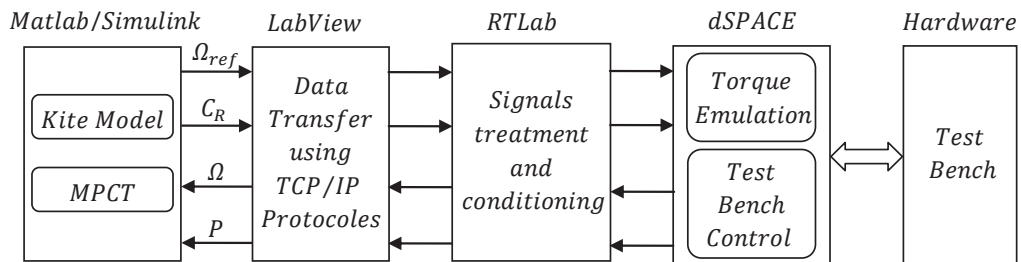 Matlab/Simulink
LabView
RTLab
dSPACE
Hardware
Ω_ref
C_R
Ω
P
Kite Model
MPCT
Data
Transfer
using
TCP/IP
Protocoles
Signals
treatment
and
conditioning
Torque
Emulation
Test
Bench
Control
Test
Bench